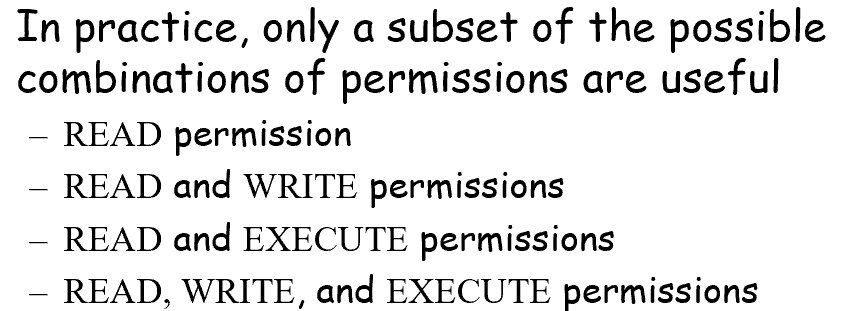 In practice, only a subset of the possible
combinations of permissions are useful
– READ permission
– READ and WRITE permissions
– READ and EXECUTE permissions
– READ, WRITE, and EXECUTE permissions